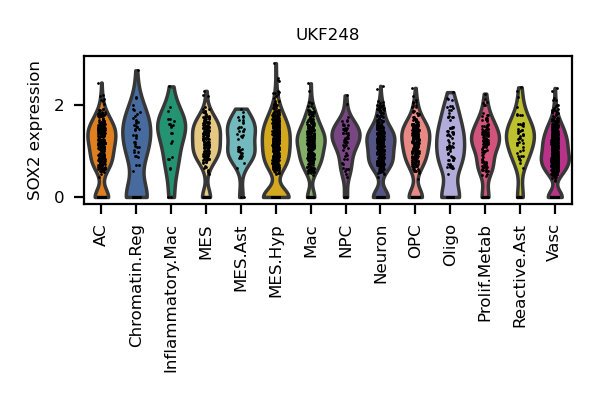 UKF248
SOX2 expression
2
0
AC
Chromatin.Reg
Inflammatory.Mac
MES
MES.Ast
MES.Hyp
Mac
NPC
Neuron
OPC
Oligo
Prolif.Metab
Reactive.Ast
Vasc